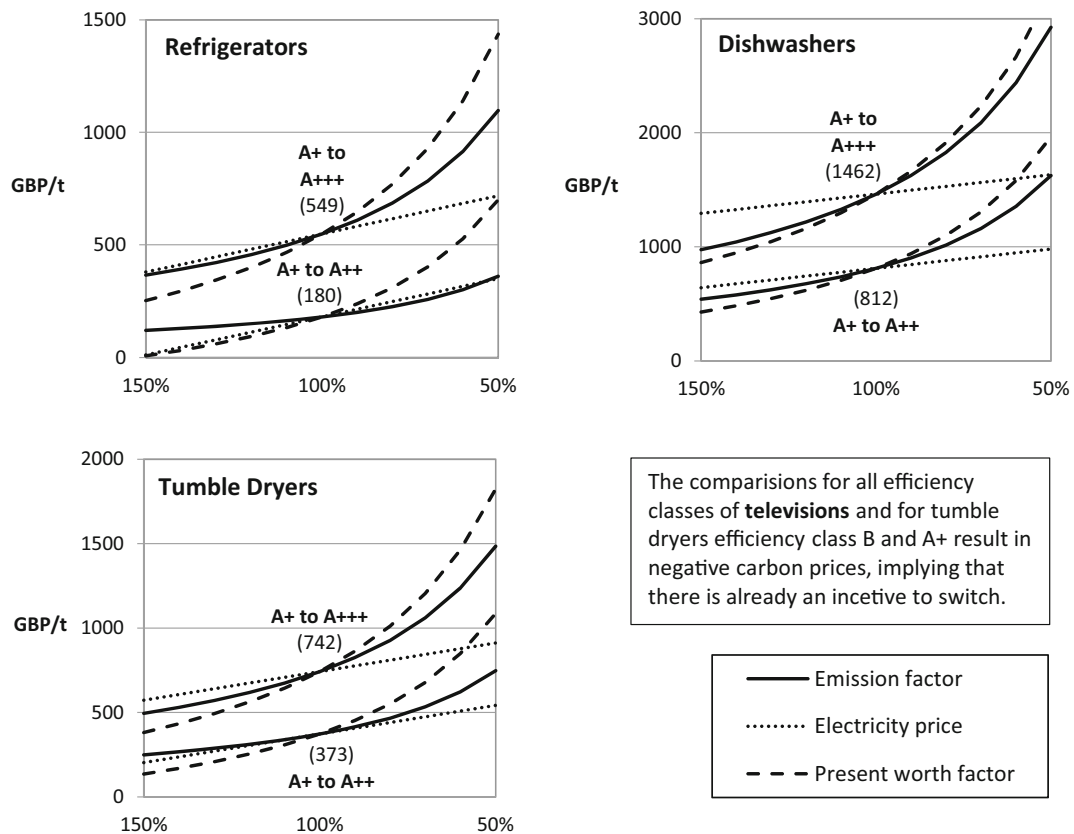 Refrigerators
GBP/t
1500
1000
500
0
150%
100%
50%
A+ to
A+++
(549)
A+ to A++
(180)
Dishwashers
GBP/t
3000
2000
1000
0
150%
100%
50%
A+ to
A+++
(1462)
(812)
A+ to A++
Tumble Dryers
GBP/t
2000
1500
1000
500
0
150%
100%
50%
A+ to A+++
(742)
(373)
A+ to A++
The comparisions for all efficiency
classes of televisions and for tumble
dryers efficiency class B and A+ result in
negative carbon prices, implying that
there is already an incetive to switch.
Emission factor
Electricity price
Present worth factor